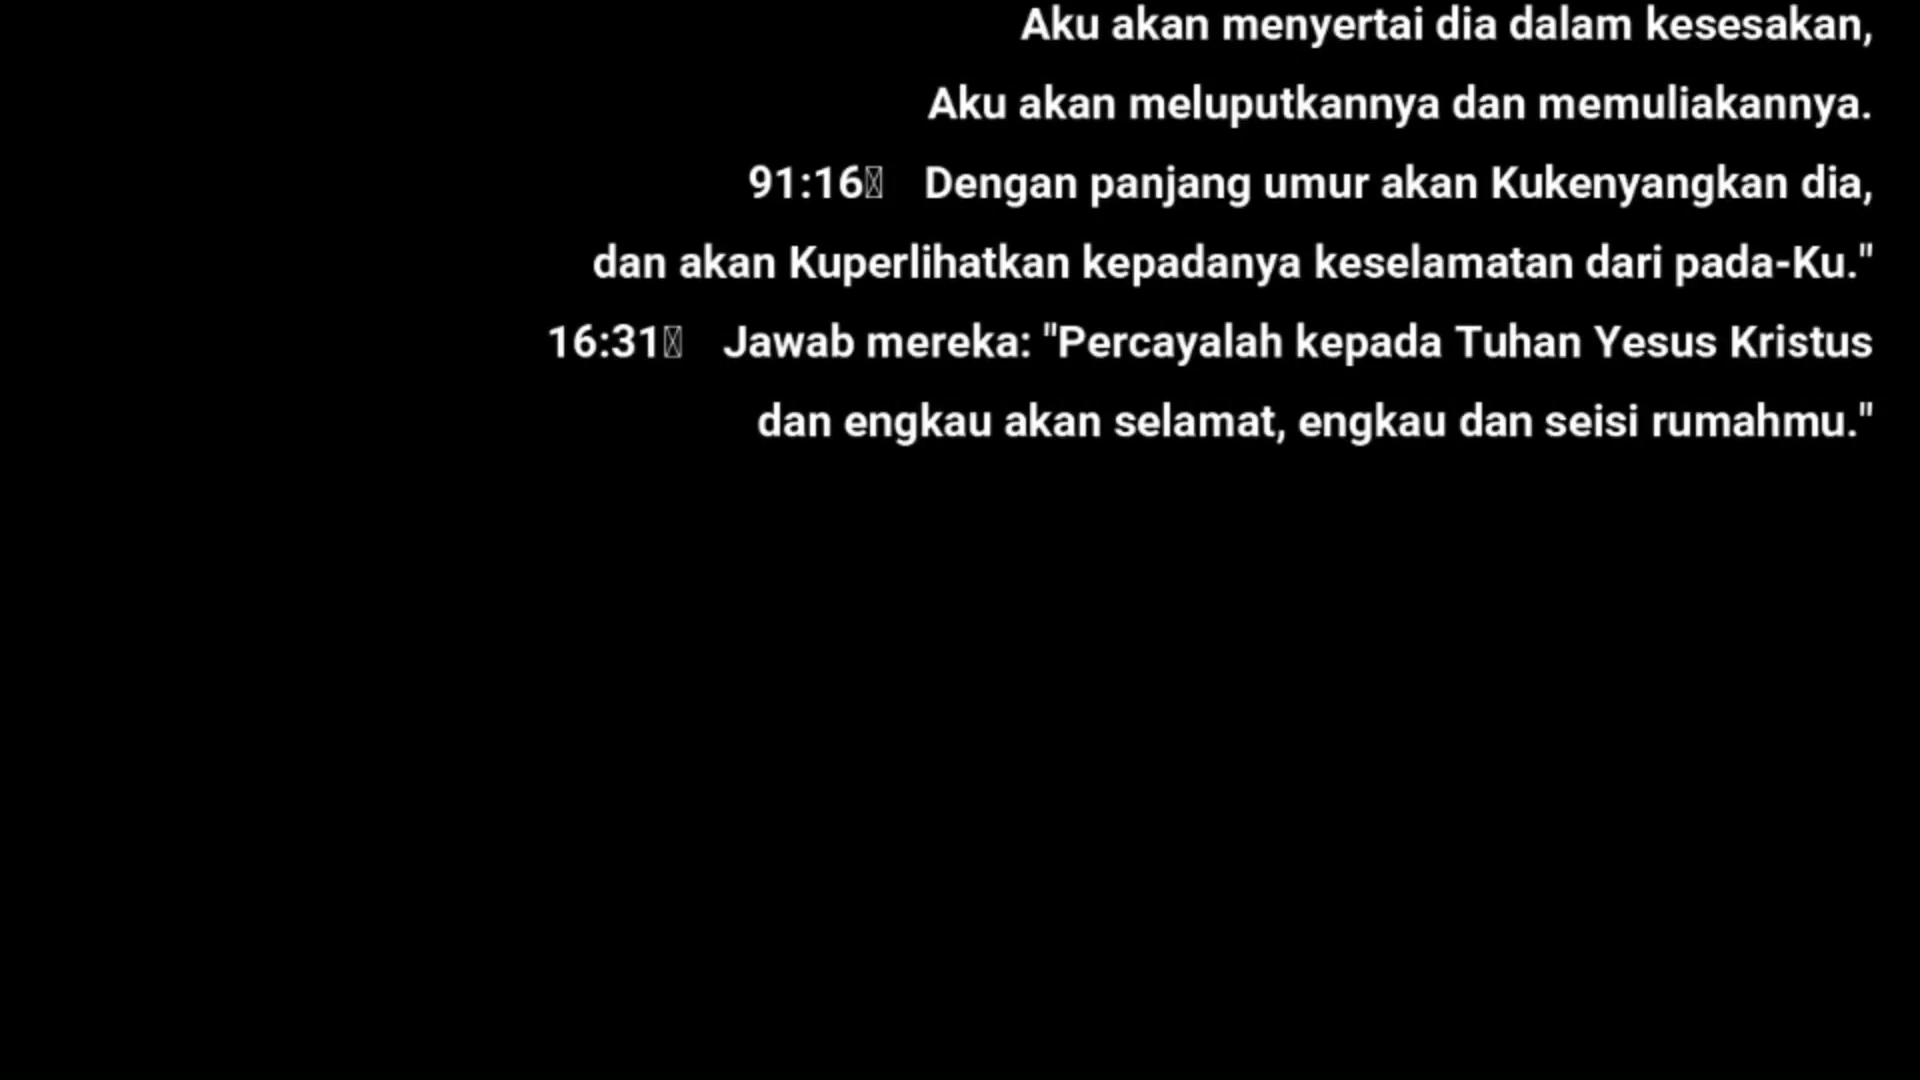 Aku akan menyertai dia dalam kesesakan,
Aku akan meluputkannya dan memuliakannya.
91:16 Dengan panjang umur akan Kukenyangkan dia,
dan akan Kuperlihatkan kepadanya keselamatan dari pada-Ku."
16:31 Jawab mereka: "Percayalah kepada Tuhan Yesus Kristus
dan engkau akan selamat, engkau dan seisi rumahmu."